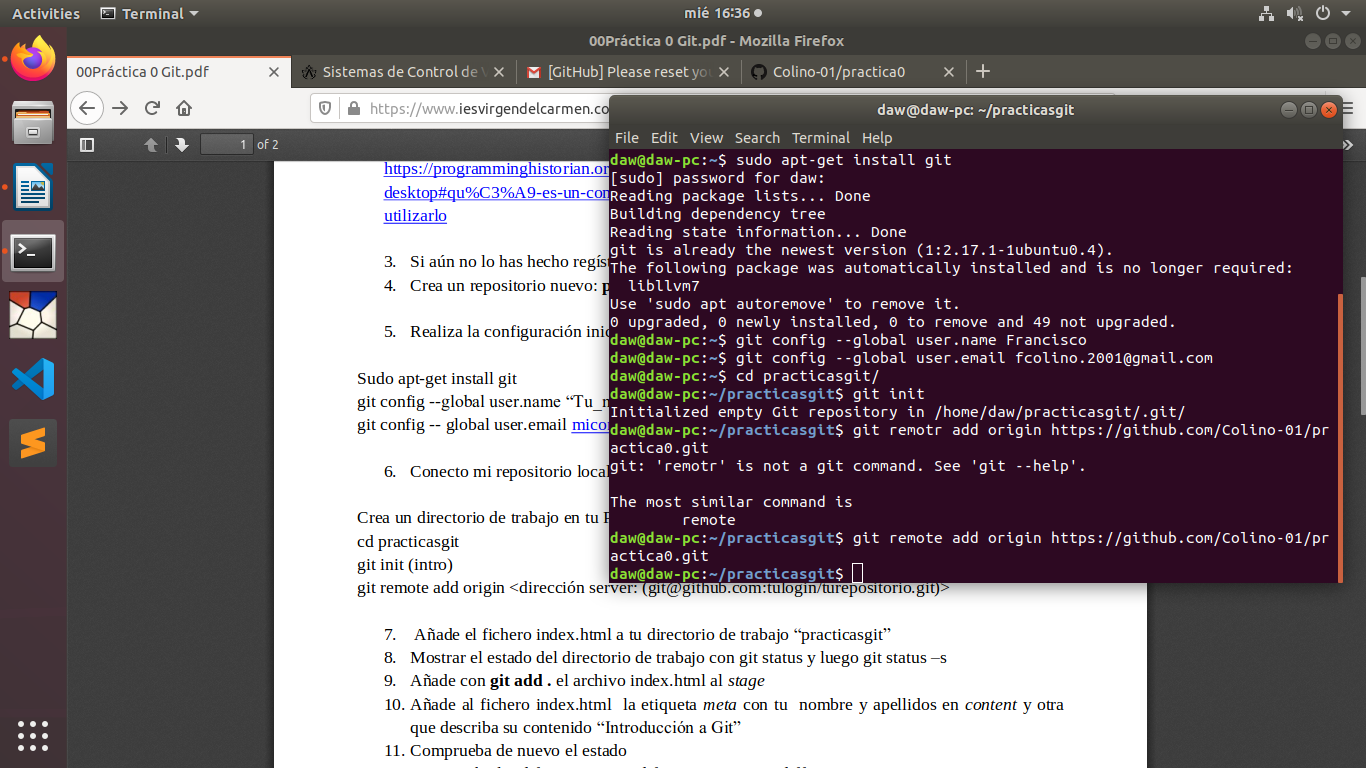 Activities
Terminal
mié 16:36
00Práctica 0 Git.pdf - Mozilla Firefox
00Práctica 0 Git.pdf
Sistemas de Control de V
[GitHub] Please reset yo
Colino-01/practica0
https://www.iesvirgendelcarmen.co
1 of 2
https://programminghistorian.or
desktop#qu%C3%A9-es-un-con
utilizarlo
3. Si aún no lo has hecho regíst
4. Crea un repositorio nuevo: p
5. Realiza la configuración inic
Sudo apt-get install git
git config --global user.name “Tu_n
git config -- global user.email micor
6. Conecto mi repositorio local
Crea un directorio de trabajo en tu P
cd practicasgit
git init (intro)
git remote add origin <dirección server: (git@github.com:tulogin/turepositorio.git)>
7. Añade el fichero index.html a tu directorio de trabajo “practicasgit”
8. Mostrar el estado del directorio de trabajo con git status y luego git status –s
9. Añade con git add . el archivo index.html al stage
10. Añade al fichero index.html la etiqueta meta con tu nombre y apellidos en content y otra
que describa su contenido “Introducción a Git”
11. Comprueba de nuevo el estado
daw@daw-pc: ~/practicasgit
File Edit View Search Terminal Help
daw@daw-pc:~$ sudo apt-get install git
[sudo] password for daw:
Reading package lists... Done
Building dependency tree
Reading state information... Done
git is already the newest version (1:2.17.1-1ubuntu0.4).
The following package was automatically installed and is no longer required:
libllvm7
Use 'sudo apt autoremove' to remove it.
0 upgraded, 0 newly installed, 0 to remove and 49 not upgraded.
daw@daw-pc:~$ git config --global user.name Francisco
daw@daw-pc:~$ git config --global user.email fcolino.2001@gmail.com
daw@daw-pc:~$ cd practicasgit/
daw@daw-pc:~/practicasgit$ git init
Initialized empty Git repository in /home/daw/practicasgit/.git/
daw@daw-pc:~/practicasgit$ git remotr add origin https://github.com/Colino-01/pr
actica0.git
git: 'remotr' is not a git command. See 'git --help'.
The most similar command is
remote
daw@daw-pc:~/practicasgit$ git remote add origin https://github.com/Colino-01/pr
actica0.git
daw@daw-pc:~/practicasgit$